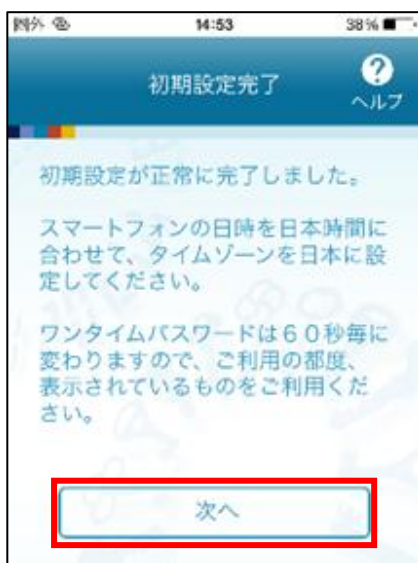 圏外 14:53 38%
初期設定完了
?
ヘルプ
初期設定が正常に完了しました。
スマートフォンの日時を日本時間に
合わせて、タイムゾーンを日本に設
定してください。
ワンタイムパスワードは60秒毎に
変わりますので、ご利用の都度、
表示されているものをご利用くだ
さい。
次へ